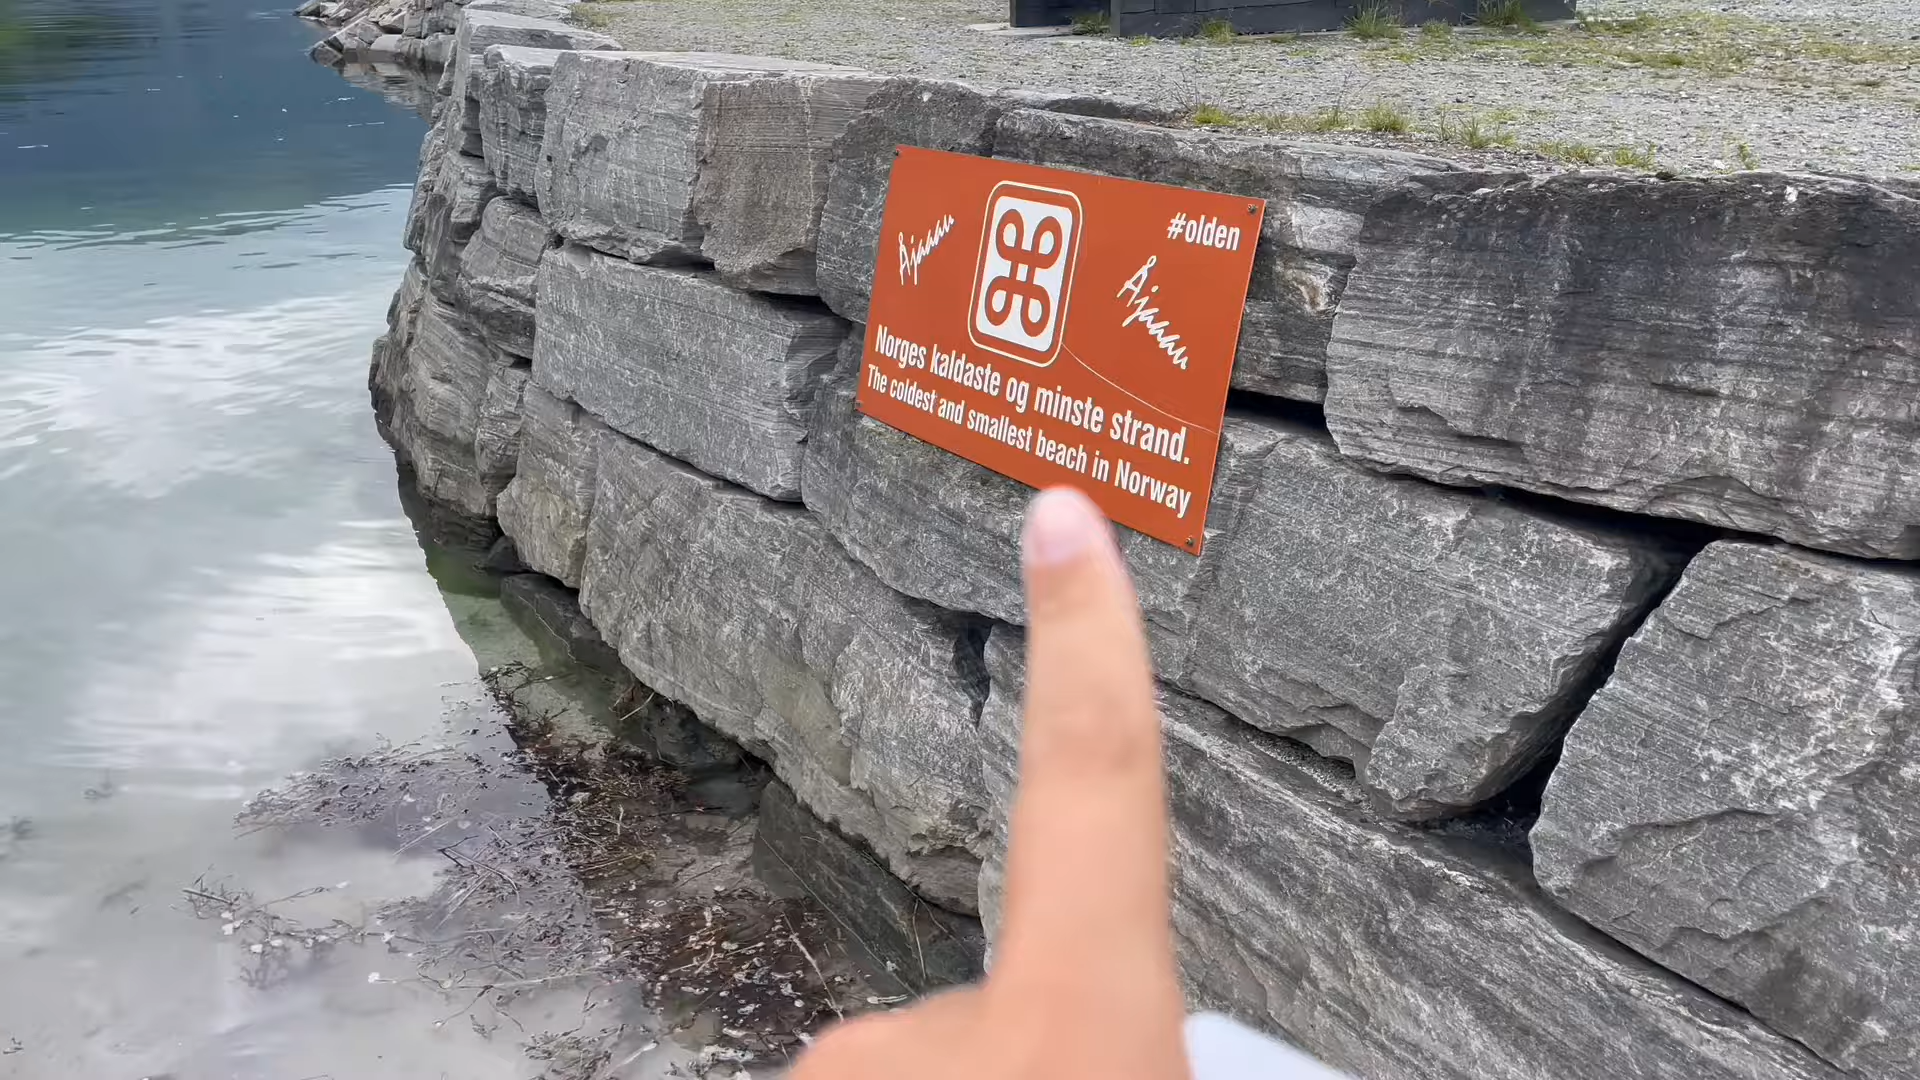 #olden
Åjaaau
Åjaaau
Norges kaldaste og minste strand.
The coldest and smallest beach in Norway